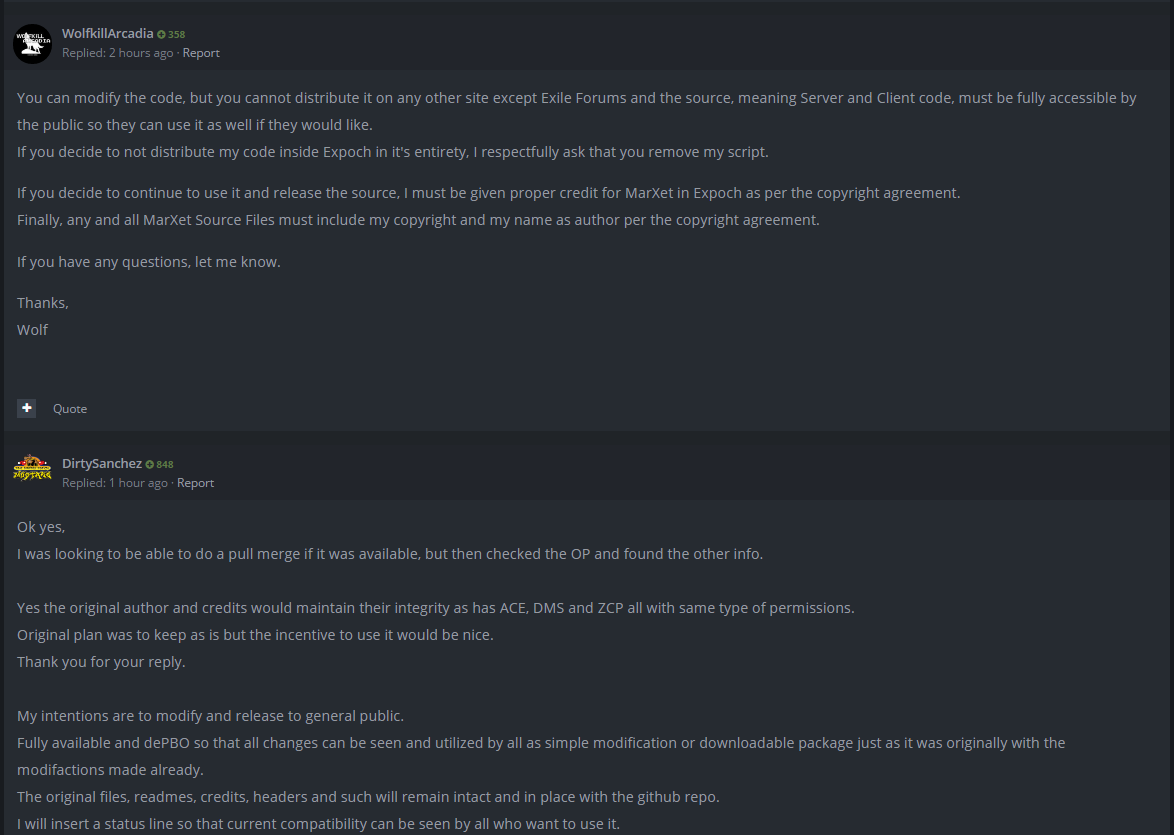 WOLFKILL
ARCADIA
WolfkillArcadia 358
Replied: 2 hours ago · Report
You can modify the code, but you cannot distribute it on any other site except Exile Forums and the source, meaning Server and Client code, must be fully accessible by
the public so they can use it as well if they would like.
If you decide to not distribute my code inside Expoch in it's entirety, I respectfully ask that you remove my script.
If you decide to continue to use it and release the source, I must be given proper credit for MarXet in Expoch as per the copyright agreement.
Finally, any and all MarXet Source Files must include my copyright and my name as author per the copyright agreement.
If you have any questions, let me know.
Thanks,
Wolf
+ Quote
DirtySanchez 848
Replied: 1 hour ago · Report
Ok yes,
I was looking to be able to do a pull merge if it was available, but then checked the OP and found the other info.
Yes the original author and credits would maintain their integrity as has ACE, DMS and ZCP all with same type of permissions.
Original plan was to keep as is but the incentive to use it would be nice.
Thank you for your reply.
My intentions are to modify and release to general public.
Fully available and dePBO so that all changes can be seen and utilized by all as simple modification or downloadable package just as it was originally with the
modifactions made already.
The original files, readmes, credits, headers and such will remain intact and in place with the github repo.
I will insert a status line so that current compatibility can be seen by all who want to use it.